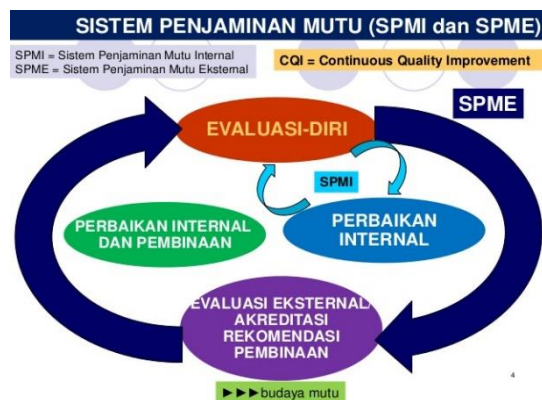 SISTEM PENJAMINAN MUTU (SPMI dan SPME)
SPMI = Sistem Penjaminan Mutu Internal
SPME = Sistem Penjaminan Mutu Eksternal
CQI = Continuous Quality Improvement
SPME
EVALUASI-DIRI
SPMI
PERBAIKAN INTERNAL
DAN PEMBINAAN
PERBAIKAN
INTERNAL
EVALUASI EKSTERNAL/
AKREDITASI
REKOMENDASI
PEMBINAAN
►►►budaya mutu
4